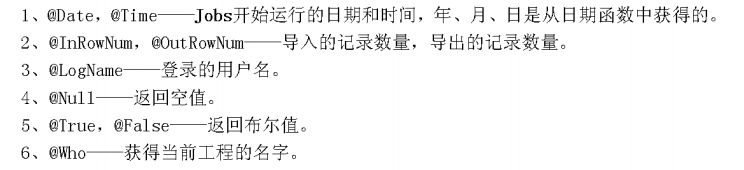 1、@Date，@Time——Jobs开始运行的日期和时间，年、月、日是从日期函数中获得的。
2、@InRowNum，@OutRowNum——导入的记录数量，导出的记录数量。
3、@LogName——登录的用户名。
4、@Null——返回空值。
5、@True，@False——返回布尔值。
6、@Who——获得当前工程的名字。